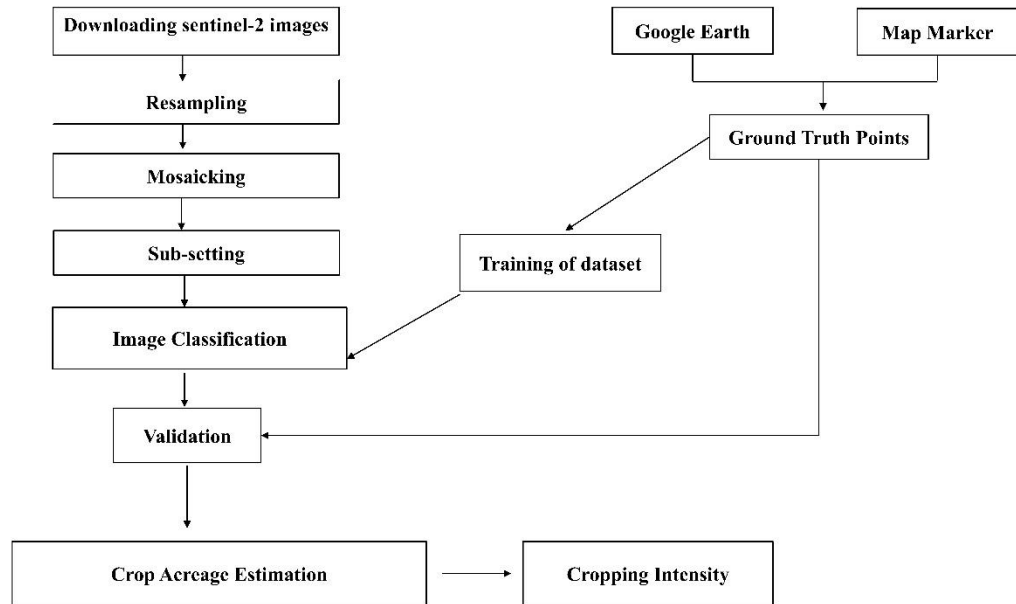 Downloading sentinel-2 images
Google Earth
Map Marker
Resampling
Ground Truth Points
Mosaicking
Sub-setting
Training of dataset
Image Classification
Validation
Crop Acreage Estimation
Cropping Intensity